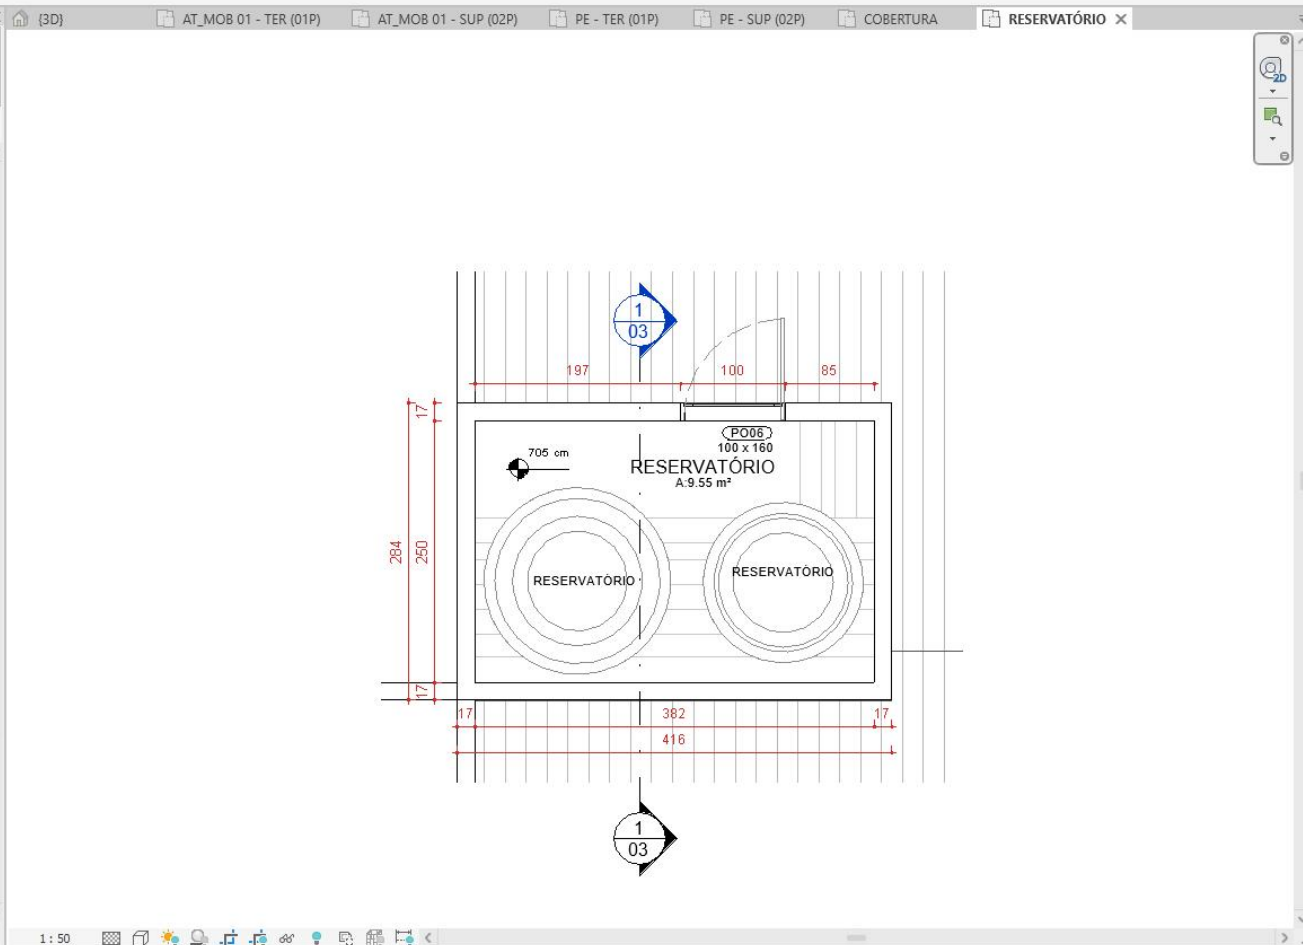 {3D}
AT_MOB 01 - TER (01P)
AT_MOB 01 - SUP (02P)
PE - TER (01P)
PE - SUP (02P)
COBERTURA
RESERVATÓRIO
2D
1
03
197
100
85
17
PO06
100 x 160
705 cm
RESERVATÓRIO
A:9.55 m²
284
250
RESERVATÓRIO
RESERVATÓRIO
17
17
382
17
416
1
03
1 : 50